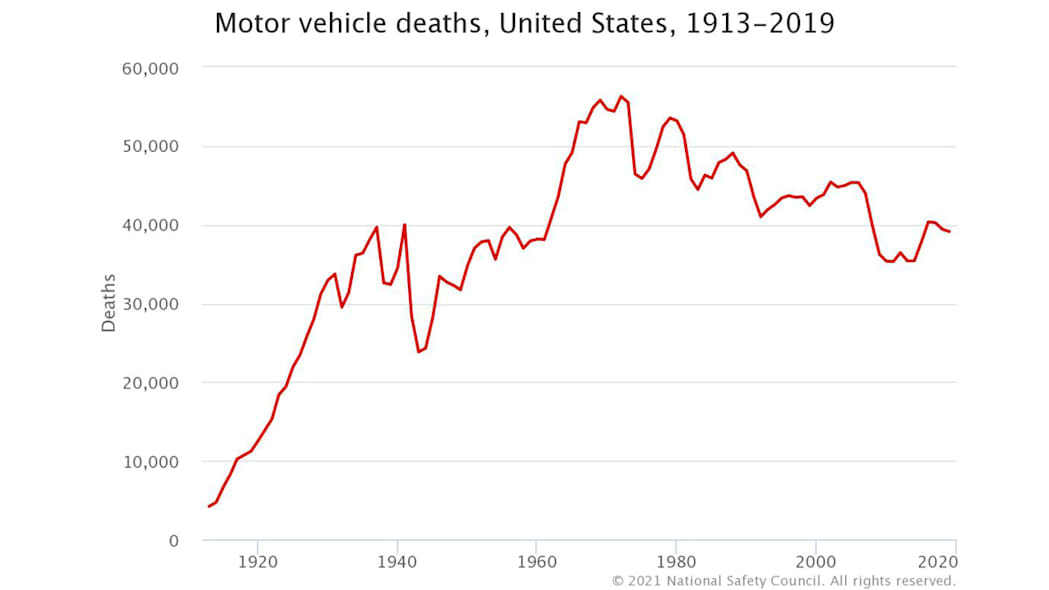 Motor vehicle deaths, United States, 1913–2019
60,000
50,000
40,000
Deaths
30,000
20,000
10,000
0
1920 1940 1960 1980 2000 2020
© 2021 National Safety Council. All rights reserved.